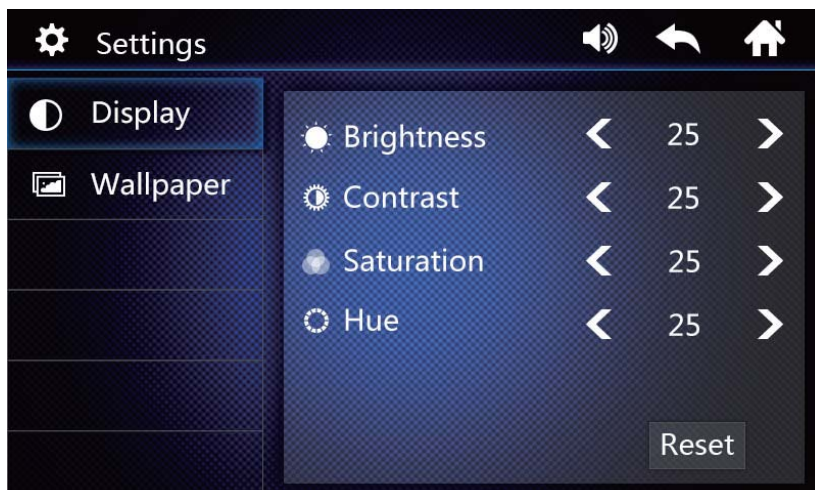 Settings
Display
Wallpaper
Brightness 25
Contrast 25
Saturation 25
Hue 25
Reset